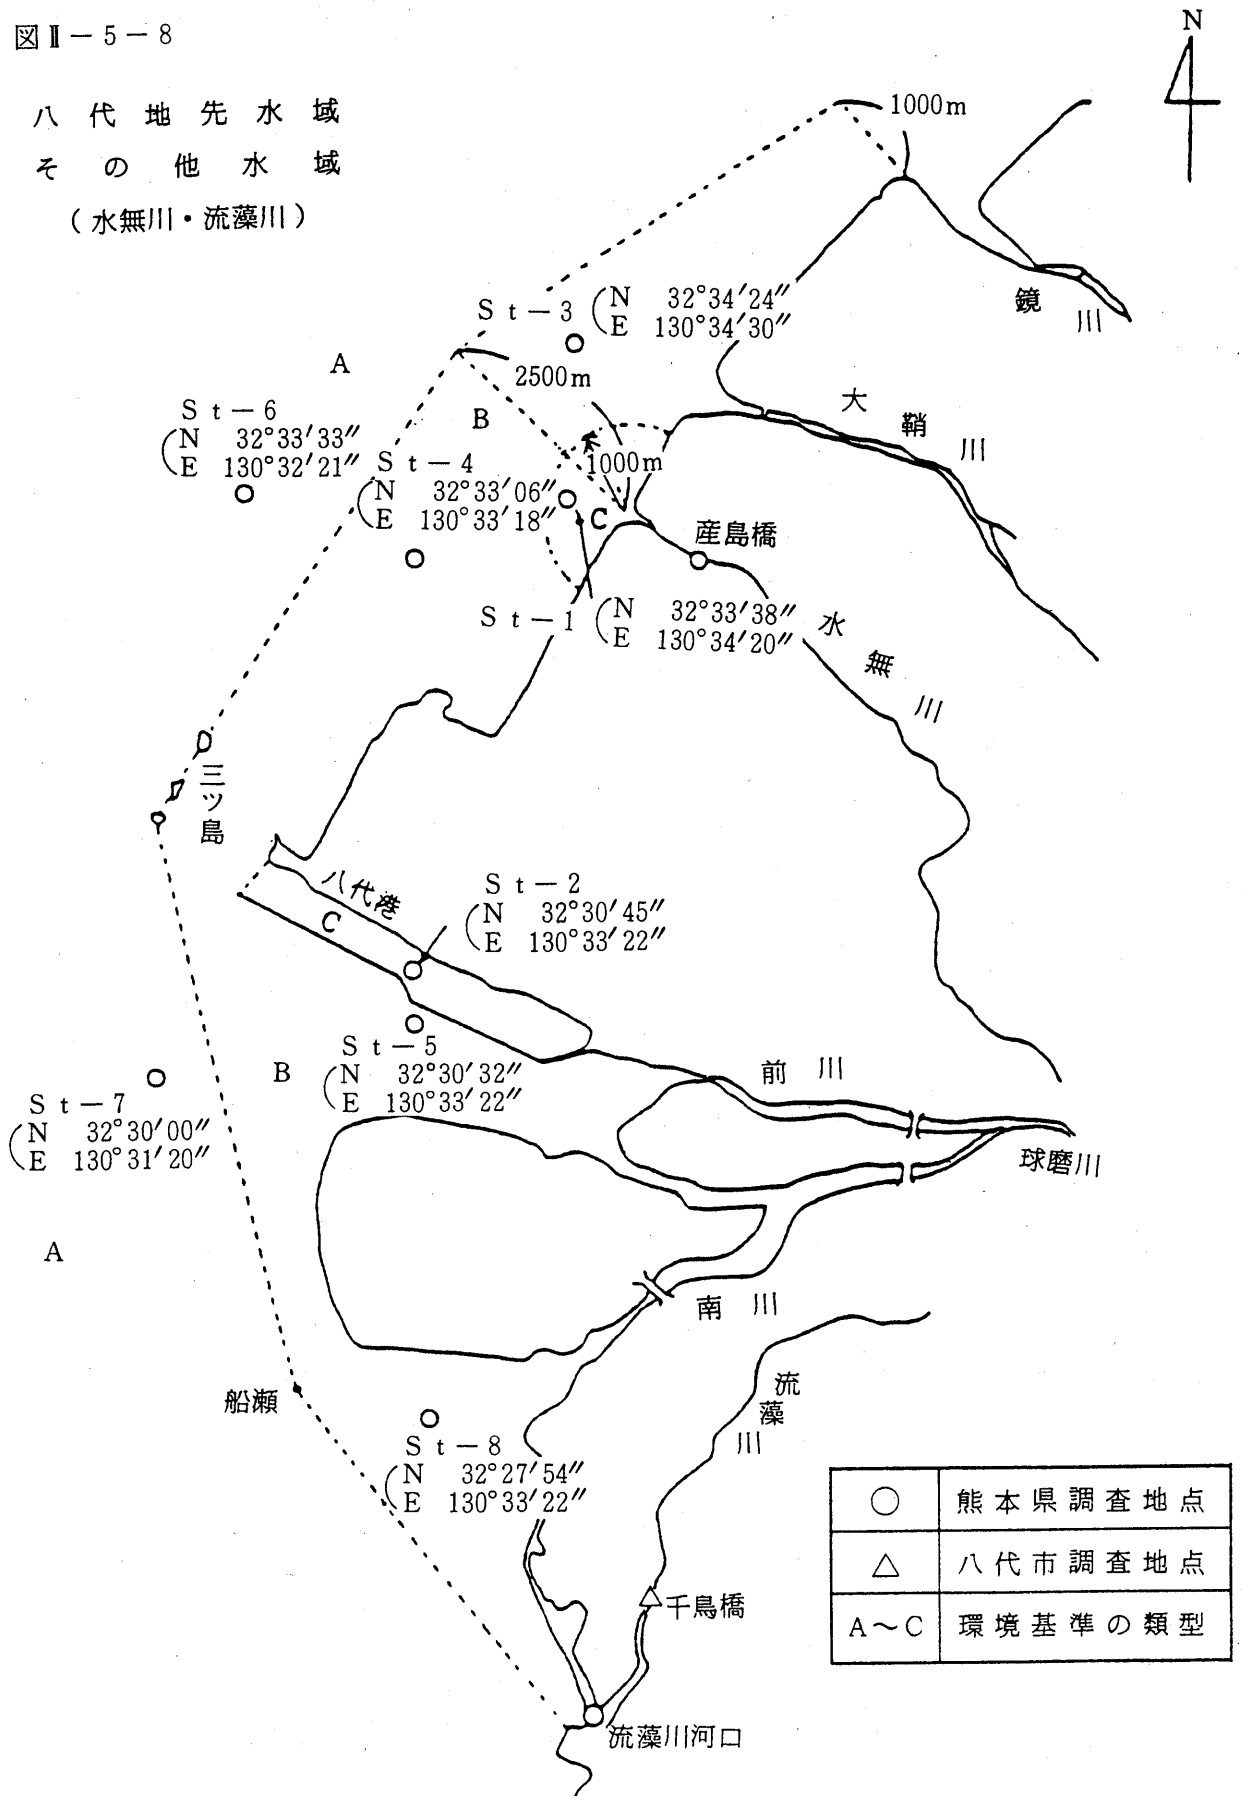 図Ⅱ－5－8
八代地先水域
その他水域
（水無川・流藻川）
N
1000m
鏡川
St－3
N 32°34′24″
E 130°34′30″
2500m
A
B
大鞘川
St－6
N 32°33′33″
E 130°32′21″
St－4
N 32°33′06″
E 130°33′18″
1000m
C
産島橋
St－1
N 32°33′38″
E 130°34′20″
水無川
三ツ島
八代港
C
St－2
N 32°30′45″
E 130°33′22″
St－5
N 32°30′32″
E 130°33′22″
B
前川
St－7
N 32°30′00″
E 130°31′20″
球磨川
A
南川
船瀬
流藻川
St－8
N 32°27′54″
E 130°33′22″
千鳥橋
流藻川河口
○ 熊本県調査地点
△ 八代市調査地点
A～C 環境基準の類型